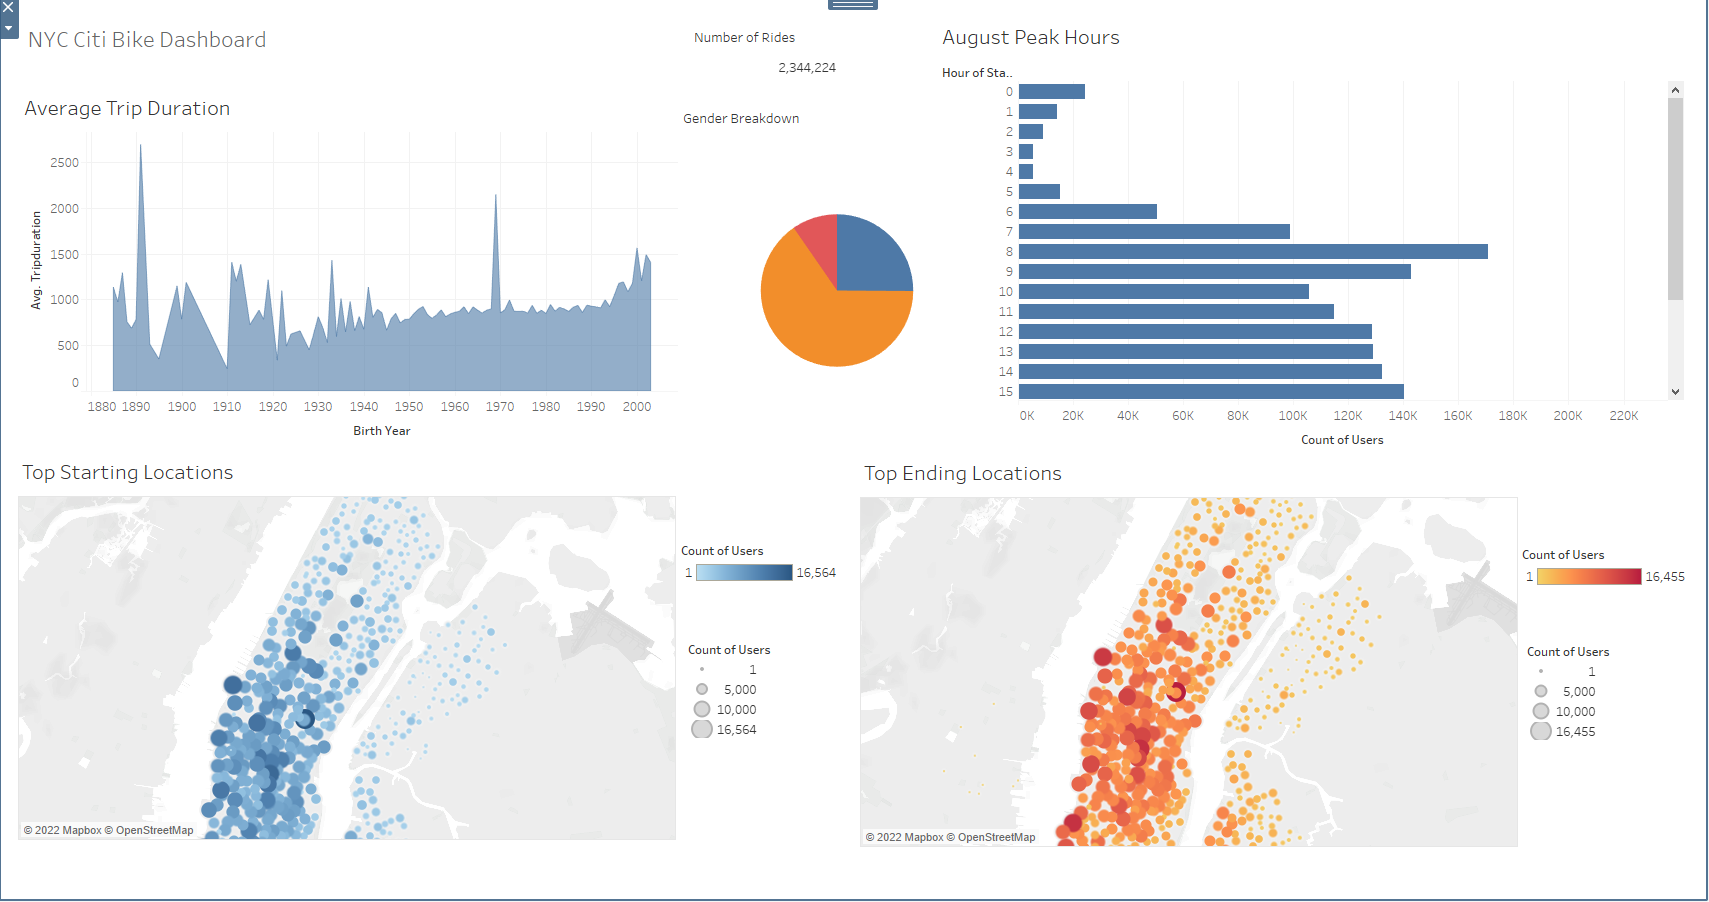 NYC Citi Bike Dashboard
Number of Rides
2,344,224
August Peak Hours
Hour of Sta..
0
1
2
3
4
5
6
7
8
9
10
11
12
13
14
15
0K 20K 40K 60K 80K 100K 120K 140K 160K 180K 200K 220K
Count of Users
Average Trip Duration
Avg. Tripduration
2500
2000
1500
1000
500
0
1880 1890 1900 1910 1920 1930 1940 1950 1960 1970 1980 1990 2000
Birth Year
Gender Breakdown
Top Starting Locations
© 2022 Mapbox © OpenStreetMap
Count of Users
1 16,564
Count of Users
1
5,000
10,000
16,564
Top Ending Locations
© 2022 Mapbox © OpenStreetMap
Count of Users
1 16,455
Count of Users
1
5,000
10,000
16,455